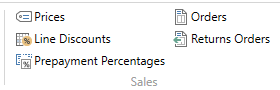 Prices
Orders
Line Discounts
Returns Orders
Prepayment Percentages
Sales